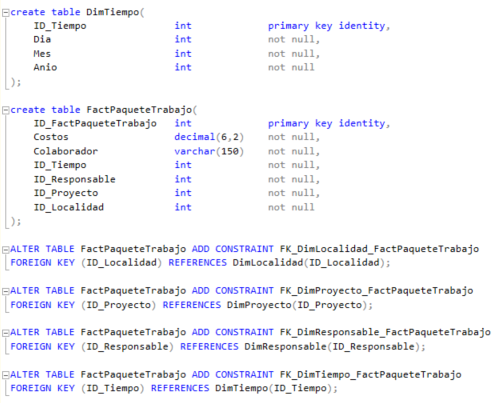 create table DimTiempo(
ID_Tiempo int primary key identity,
Dia int not null,
Mes int not null,
Anio int not null
);
create table FactPaqueteTrabajo(
ID_FactPaqueteTrabajo int primary key identity,
Costos decimal(6,2) not null,
Colaborador varchar(150) not null,
ID_Tiempo int not null,
ID_Responsable int not null,
ID_Proyecto int not null,
ID_Localidad int not null
);
ALTER TABLE FactPaqueteTrabajo ADD CONSTRAINT FK_DimLocalidad_FactPaqueteTrabajo
FOREIGN KEY (ID_Localidad) REFERENCES DimLocalidad(ID_Localidad);
ALTER TABLE FactPaqueteTrabajo ADD CONSTRAINT FK_DimProyecto_FactPaqueteTrabajo
FOREIGN KEY (ID_Proyecto) REFERENCES DimProyecto(ID_Proyecto);
ALTER TABLE FactPaqueteTrabajo ADD CONSTRAINT FK_DimResponsable_FactPaqueteTrabajo
FOREIGN KEY (ID_Responsable) REFERENCES DimResponsable(ID_Responsable);
ALTER TABLE FactPaqueteTrabajo ADD CONSTRAINT FK_DimTiempo_FactPaqueteTrabajo
FOREIGN KEY (ID_Tiempo) REFERENCES DimTiempo(ID_Tiempo);